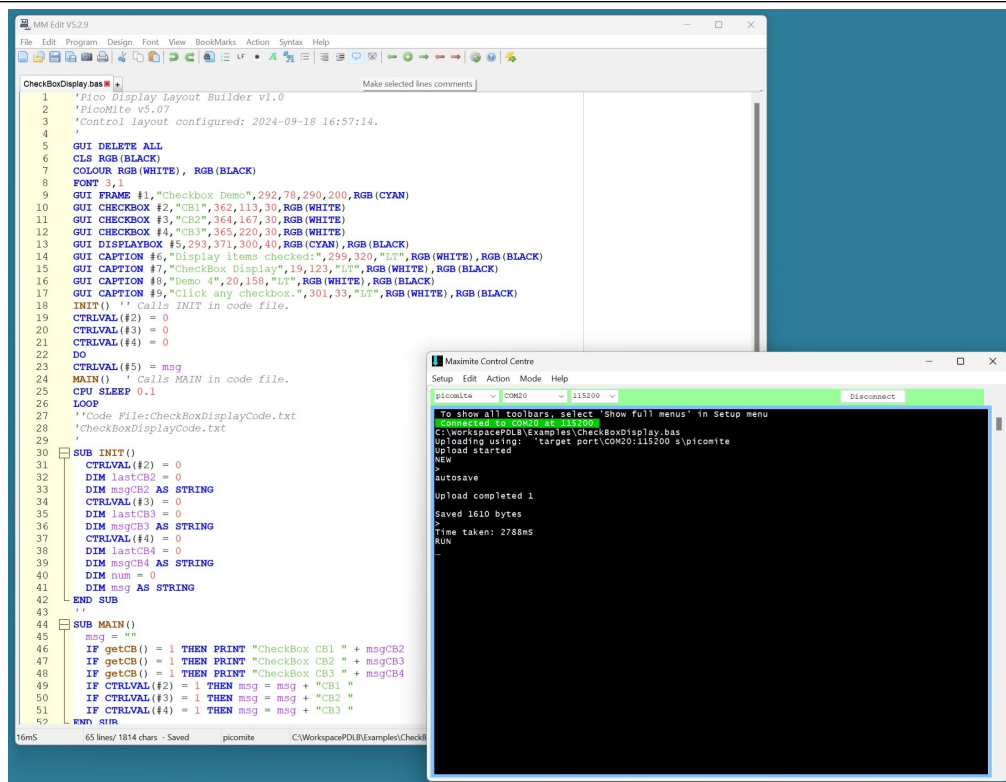 MM Edit V5.2.9
File Edit Program Design Font View BookMarks Action Syntax Help
LF
CheckBoxDisplay.bas
Make selected lines comments
1 'Pico Display Layout Builder v1.0
2 'PicoMite v5.07
3 'Control layout configured: 2024-09-18 16:57:14.
4 '
5 GUI DELETE ALL
6 CLS RGB(BLACK)
7 COLOUR RGB(WHITE), RGB(BLACK)
8 FONT 3,1
9 GUI FRAME #1,"Checkbox Demo",292,78,290,200,RGB(CYAN)
10 GUI CHECKBOX #2,"CB1",362,113,30,RGB(WHITE)
11 GUI CHECKBOX #3,"CB2",364,167,30,RGB(WHITE)
12 GUI CHECKBOX #4,"CB3",365,220,30,RGB(WHITE)
13 GUI DISPLAYBOX #5,293,371,300,40,RGB(CYAN),RGB(BLACK)
14 GUI CAPTION #6,"Display items checked:",299,320,"LT",RGB(WHITE),RGB(BLACK)
15 GUI CAPTION #7,"CheckBox Display",19,123,"LT",RGB(WHITE),RGB(BLACK)
16 GUI CAPTION #8,"Demo 4",20,158,"LT",RGB(WHITE),RGB(BLACK)
17 GUI CAPTION #9,"Click any checkbox.",301,33,"LT",RGB(WHITE),RGB(BLACK)
18 INIT() '' Calls INIT in code file.
19 CTRLVAL(#2) = 0
20 CTRLVAL(#3) = 0
21 CTRLVAL(#4) = 0
22 DO
23 CTRLVAL(#5) = msg
24 MAIN() ' Calls MAIN in code file.
25 CPU SLEEP 0.1
26 LOOP
27 ''Code File:CheckBoxDisplayCode.txt
28 'CheckBoxDisplayCode.txt
29 '
30 SUB INIT()
31 CTRLVAL(#2) = 0
32 DIM lastCB2 = 0
33 DIM msgCB2 AS STRING
34 CTRLVAL(#3) = 0
35 DIM lastCB3 = 0
36 DIM msgCB3 AS STRING
37 CTRLVAL(#4) = 0
38 DIM lastCB4 = 0
39 DIM msgCB4 AS STRING
40 DIM num = 0
41 DIM msg AS STRING
42 END SUB
43 ''
44 SUB MAIN()
45 msg = ""
46 IF getCB() = 1 THEN PRINT "CheckBox CB1 " + msgCB2
47 IF getCB() = 1 THEN PRINT "CheckBox CB2 " + msgCB3
48 IF getCB() = 1 THEN PRINT "CheckBox CB3 " + msgCB4
49 IF CTRLVAL(#2) = 1 THEN msg = msg + "CB1 "
50 IF CTRLVAL(#3) = 1 THEN msg = msg + "CB2 "
51 IF CTRLVAL(#4) = 1 THEN msg = msg + "CB3 "
52 END SUB
16mS 65 lines/ 1814 chars - Saved picomite C:\WorkspacePDLB\Examples\CheckB
Maximite Control Centre
Setup Edit Action Mode Help
picomite COM20 115200 Disconnect
To show all toolbars, select 'Show full menus' in Setup menu
Connected to COM20 at 115200
C:\WorkspacePDLB\Examples\CheckBoxDisplay.bas
Uploading using: 'target port\COM20:115200 s\picomite
Upload started
NEW
>
autosave
Upload completed 1
Saved 1610 bytes
>
Time taken: 2788mS
RUN